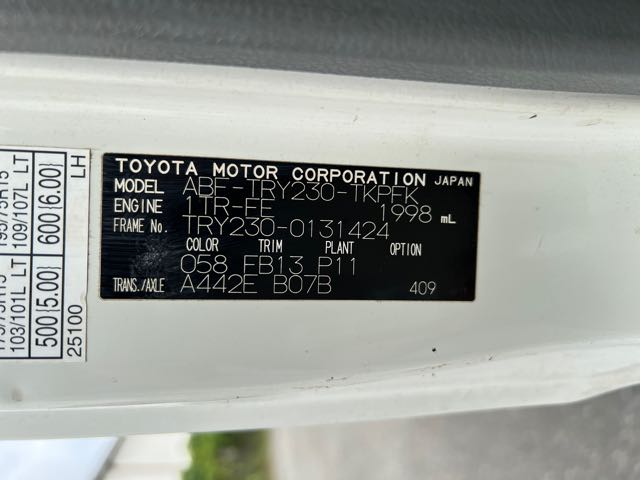 TOYOTA MOTOR CORPORATION JAPAN
MODEL ABF-TRY230-TKPFK
ENGINE 1TR-FE 1998 mL
FRAME No. TRY230-0131424
COLOR TRIM PLANT OPTION
058 FB13 P11
TRANS./AXLE A442E B07B 409
103/101L LT 109/107L LT
500(5.00) 600(6.00)
25100 LH